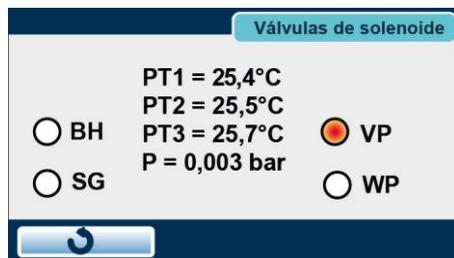 Válvulas de solenoide
PT1 = 25,4°C
PT2 = 25,5°C
PT3 = 25,7°C
P = 0,003 bar
BH
SG
VP
WP